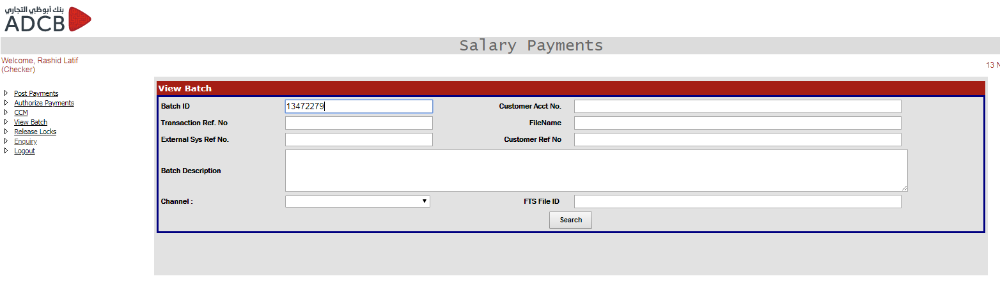 بنك أبوظبي التجاري
ADCB
Salary Payments
Welcome, Rashid Latif
(Checker)
13 N
Post Payments
Authorize Payments
CCM
View Batch
Release Locks
Enquiry
Logout
View Batch
Batch ID 13472279 Customer Acct No.
Transaction Ref. No FileName
External Sys Ref No. Customer Ref No
Batch Description
Channel : FTS File ID
Search